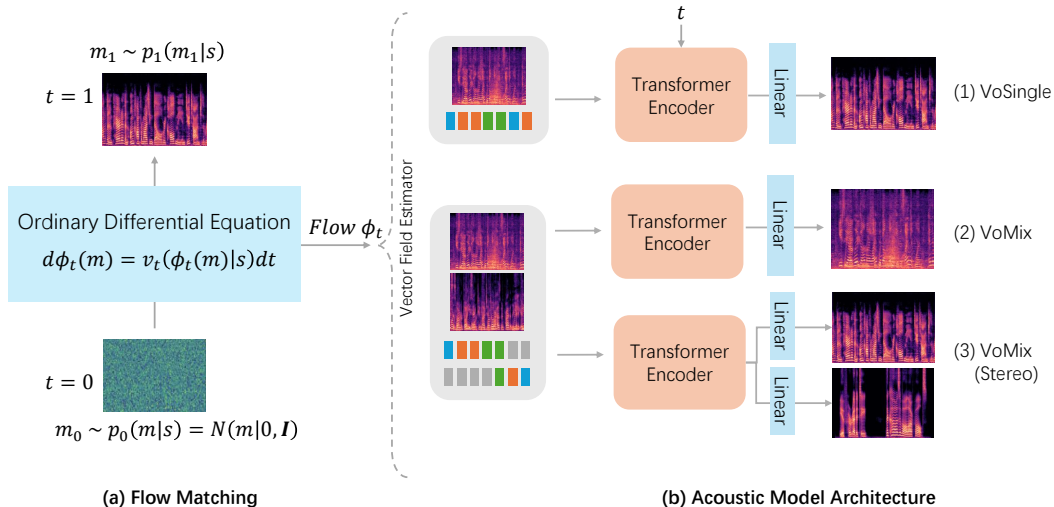 m₁ ~ p₁(m₁|s)
t = 1
Ordinary Differential Equation
dϕₜ(m) = vₜ(ϕₜ(m)|s)dt
t = 0
m₀ ~ p₀(m|s) = N(m|0, I)
(a) Flow Matching
Flow ϕₜ
Vector Field Estimator
t
Transformer
Encoder
Linear
(1) VoSingle
Transformer
Encoder
Linear
(2) VoMix
Transformer
Encoder
Linear
Linear
(3) VoMix
(Stereo)
(b) Acoustic Model Architecture